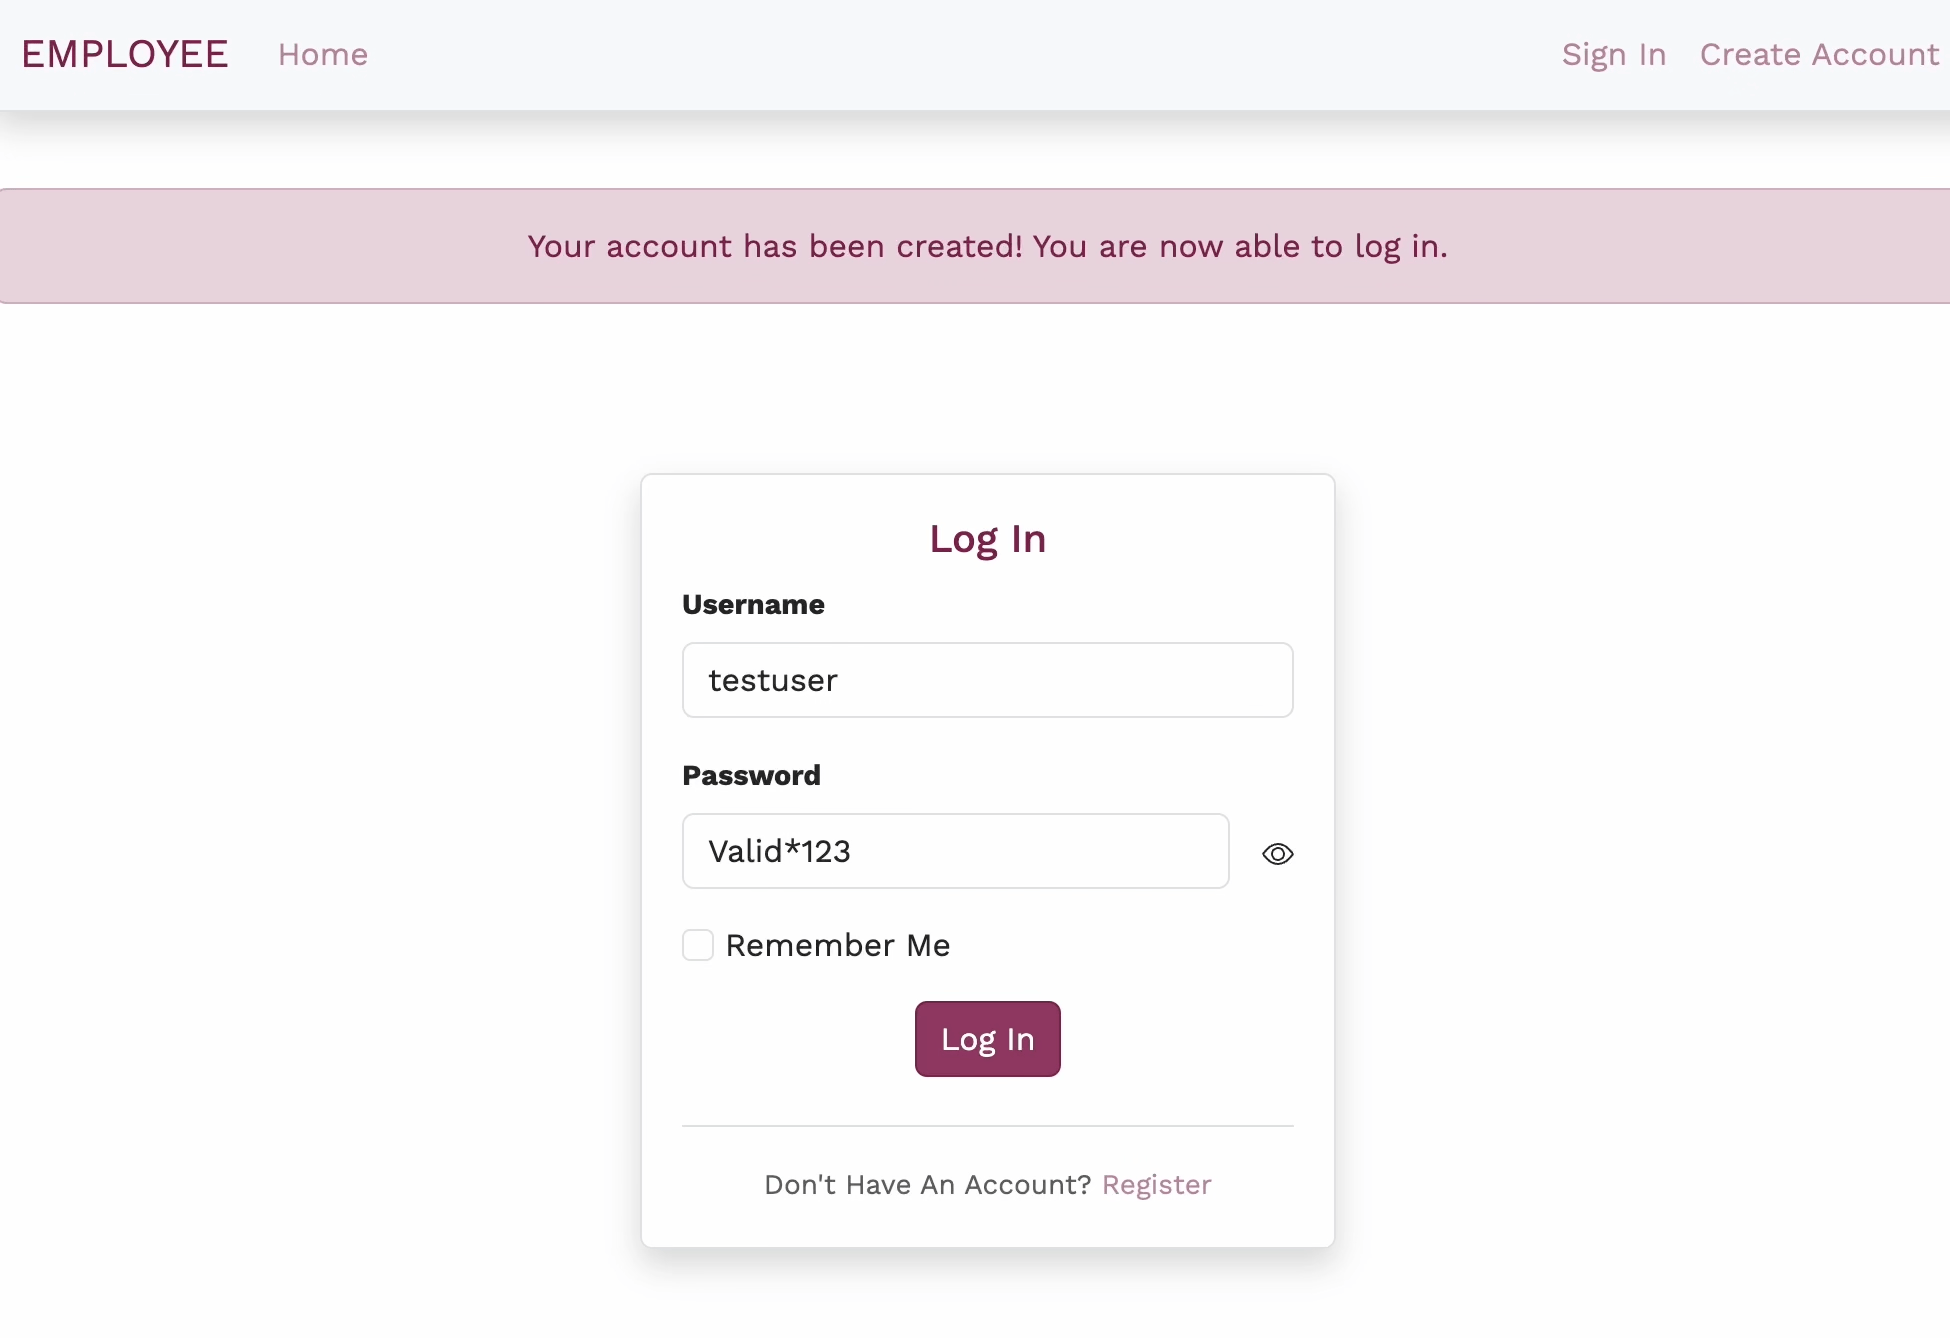 EMPLOYEE Home Sign In Create Account
Your account has been created! You are now able to log in.
Log In
Username
testuser
Password
Valid*123
Remember Me
Log In
Don't Have An Account? Register